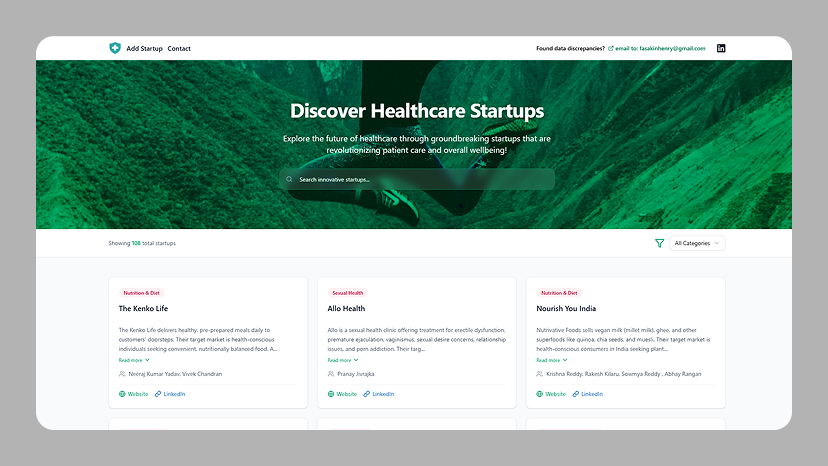 Add Startup Contact
Found data discrepancies? email to: fasakinhenry@gmail.com
Discover Healthcare Startups
Explore the future of healthcare through groundbreaking startups that are
revolutionizing patient care and overall wellbeing!
Search innovative startups...
Showing 108 total startups
All Categories
Nutrition & Diet
The Kenko Life
The Kenko Life delivers healthy, pre-prepared meals daily to
customers' doorsteps. Their target market is health-conscious
individuals seeking convenient, nutritionally balanced food. A...
Read more
Neeraj Kumar Yadav, Vivek Chandran
Website LinkedIn
Sexual Health
Allo Health
Allo is a sexual health clinic offering treatment for erectile dysfunction,
premature ejaculation, vaginismus, sexual desire concerns, relationship
issues, and porn addiction. Their targ...
Read more
Pranay Jivrajka
Website LinkedIn
Nutrition & Diet
Nourish You India
Nutrivative Foods sells vegan milk (millet milk), ghee, and other
superfoods like quinoa, chia seeds, and muesli. Their target market is
health-conscious consumers in India seeking plant...
Read more
Krishna Reddy, Rakesh Kilaru, Sowmya Reddy , Abhay Rangan
Website LinkedIn